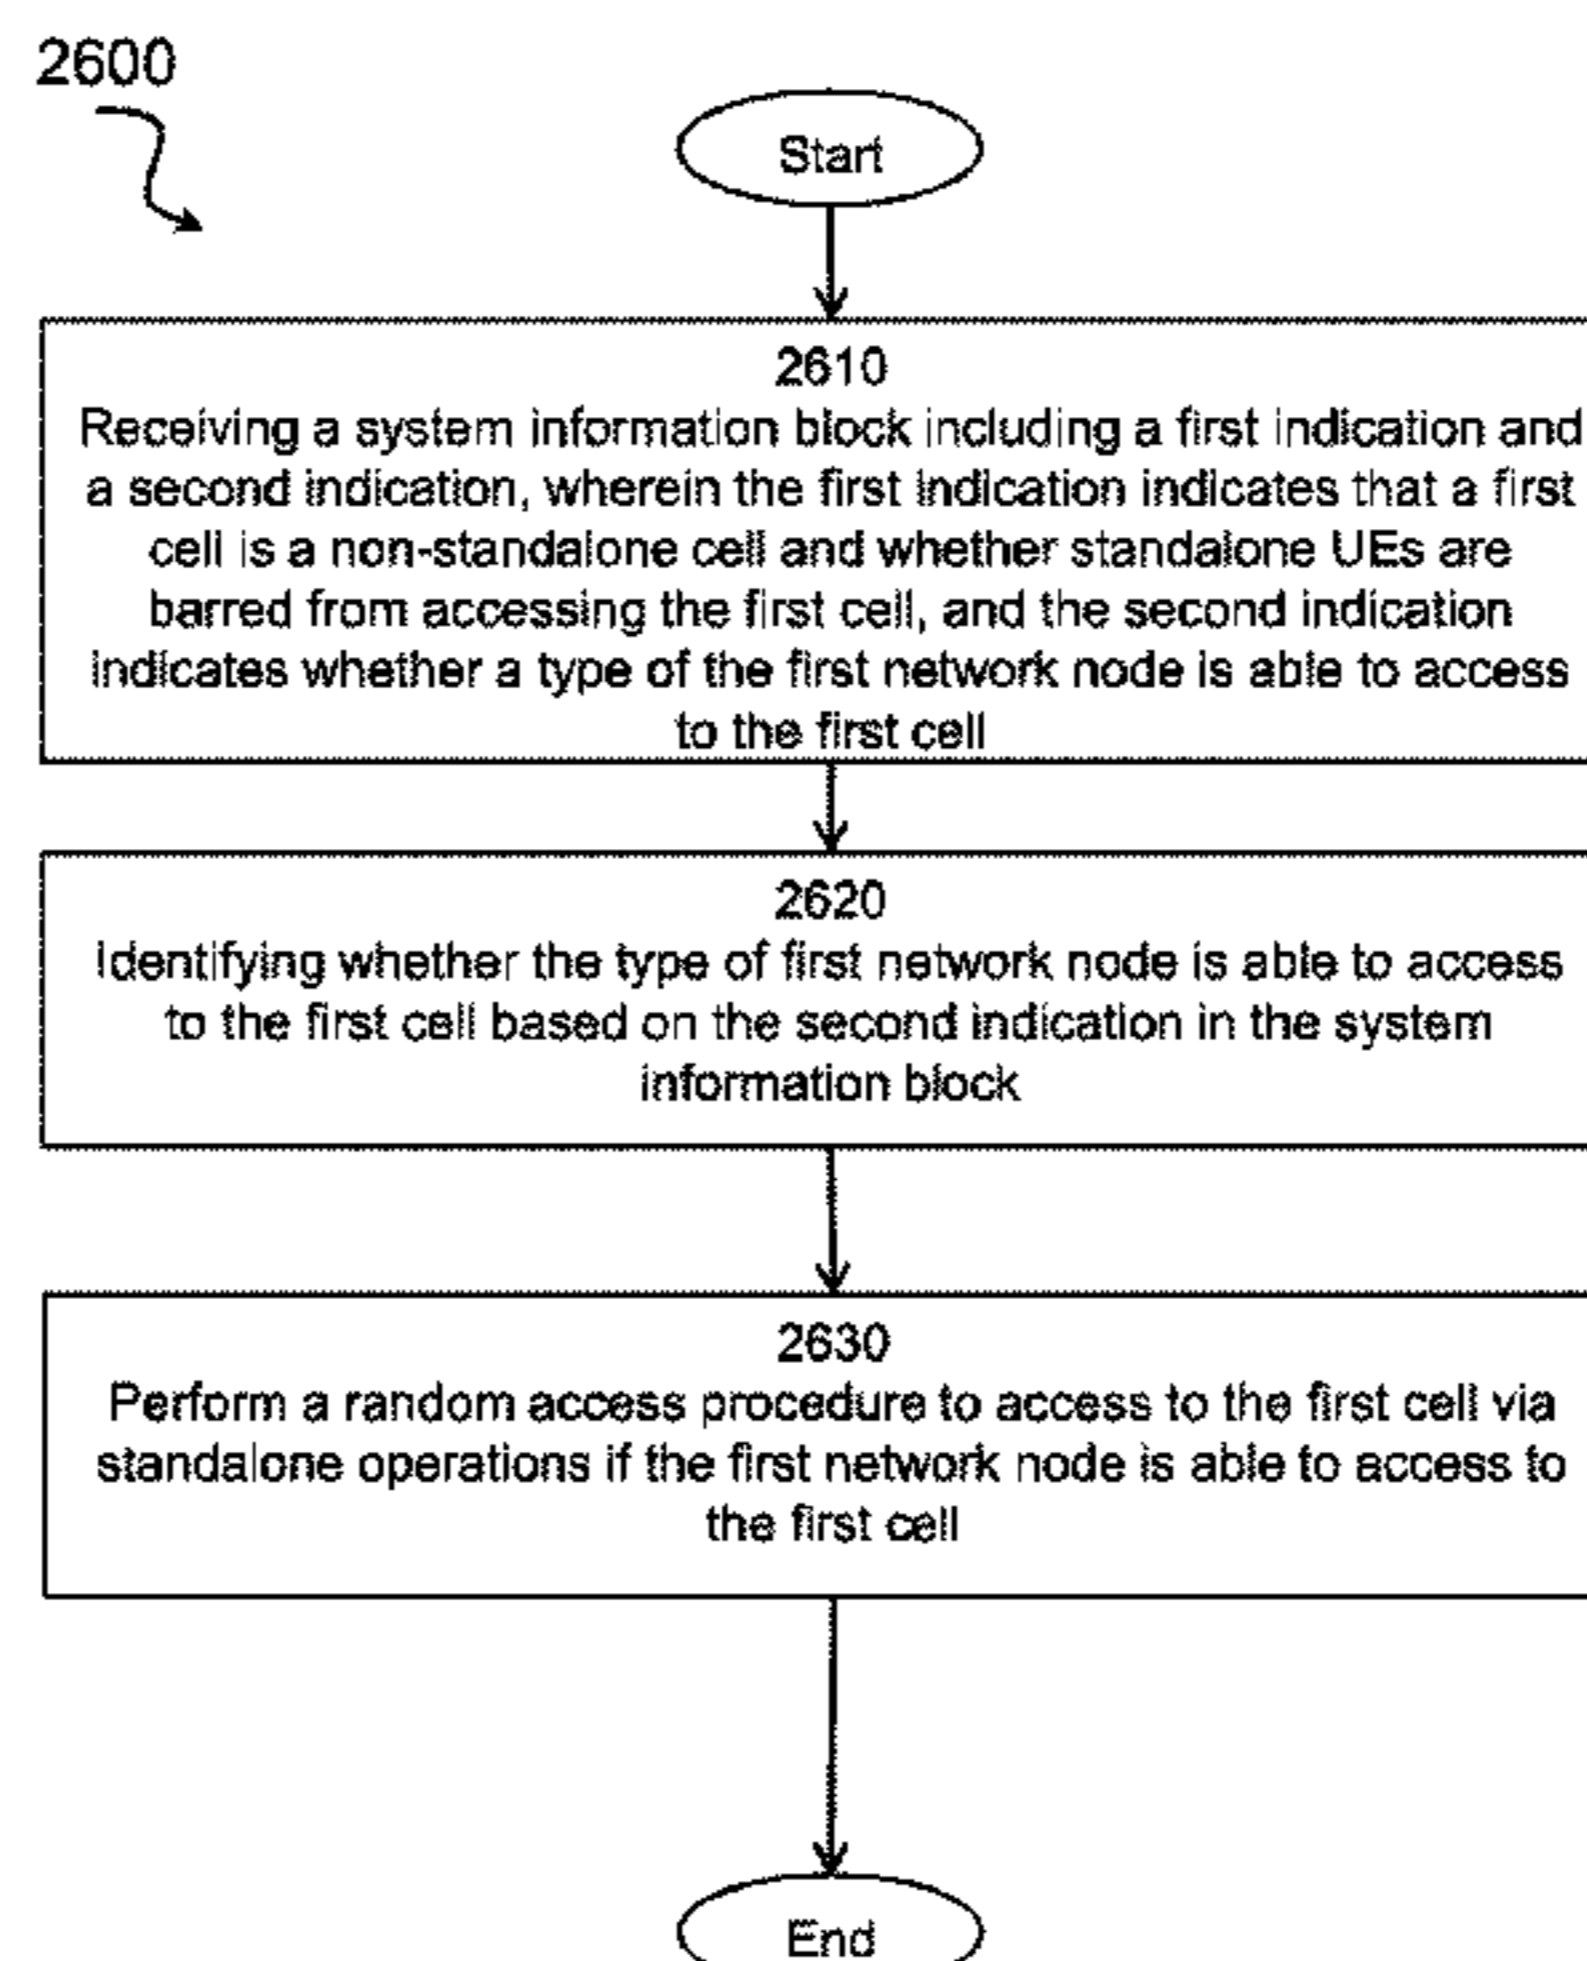 2600
Start
2610
Receiving a system information block including a first indication and
a second indication, wherein the first indication indicates that a first
cell is a non-standalone cell and whether standalone UEs are
barred from accessing the first cell, and the second indication
indicates whether a type of the first network node is able to access
to the first cell
2620
Identifying whether the type of first network node is able to access
to the first cell based on the second indication in the system
information block
2630
Perform a random access procedure to access to the first cell via
standalone operations if the first network node is able to access to
the first cell
End